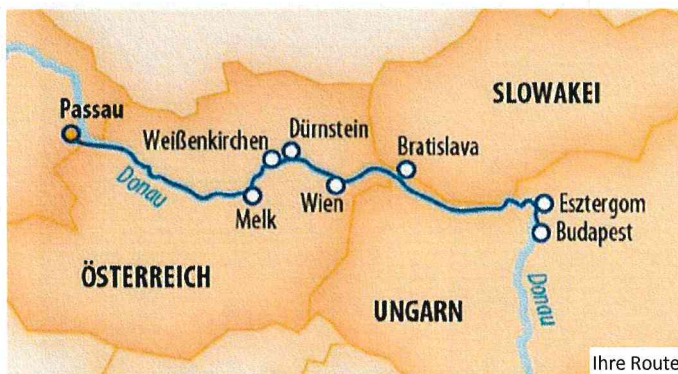 SLOWAKEI
Passau
Weißenkirchen
Dürnstein
Bratislava
Donau
Melk
Wien
Esztergom
Budapest
ÖSTERREICH
UNGARN
Donau
Ihre Route